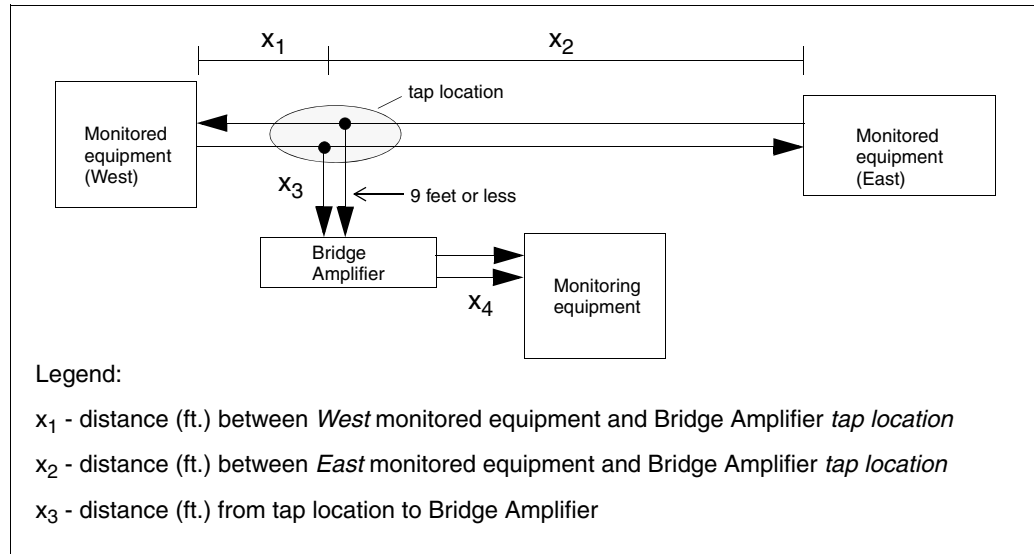 x1
x2
tap location
Monitored
equipment
(West)
Monitored
equipment
(East)
x3
9 feet or less
Bridge
Amplifier
x4
Monitoring
equipment
Legend:
x1 - distance (ft.) between West monitored equipment and Bridge Amplifier tap location
x2 - distance (ft.) between East monitored equipment and Bridge Amplifier tap location
x3 - distance (ft.) from tap location to Bridge Amplifier